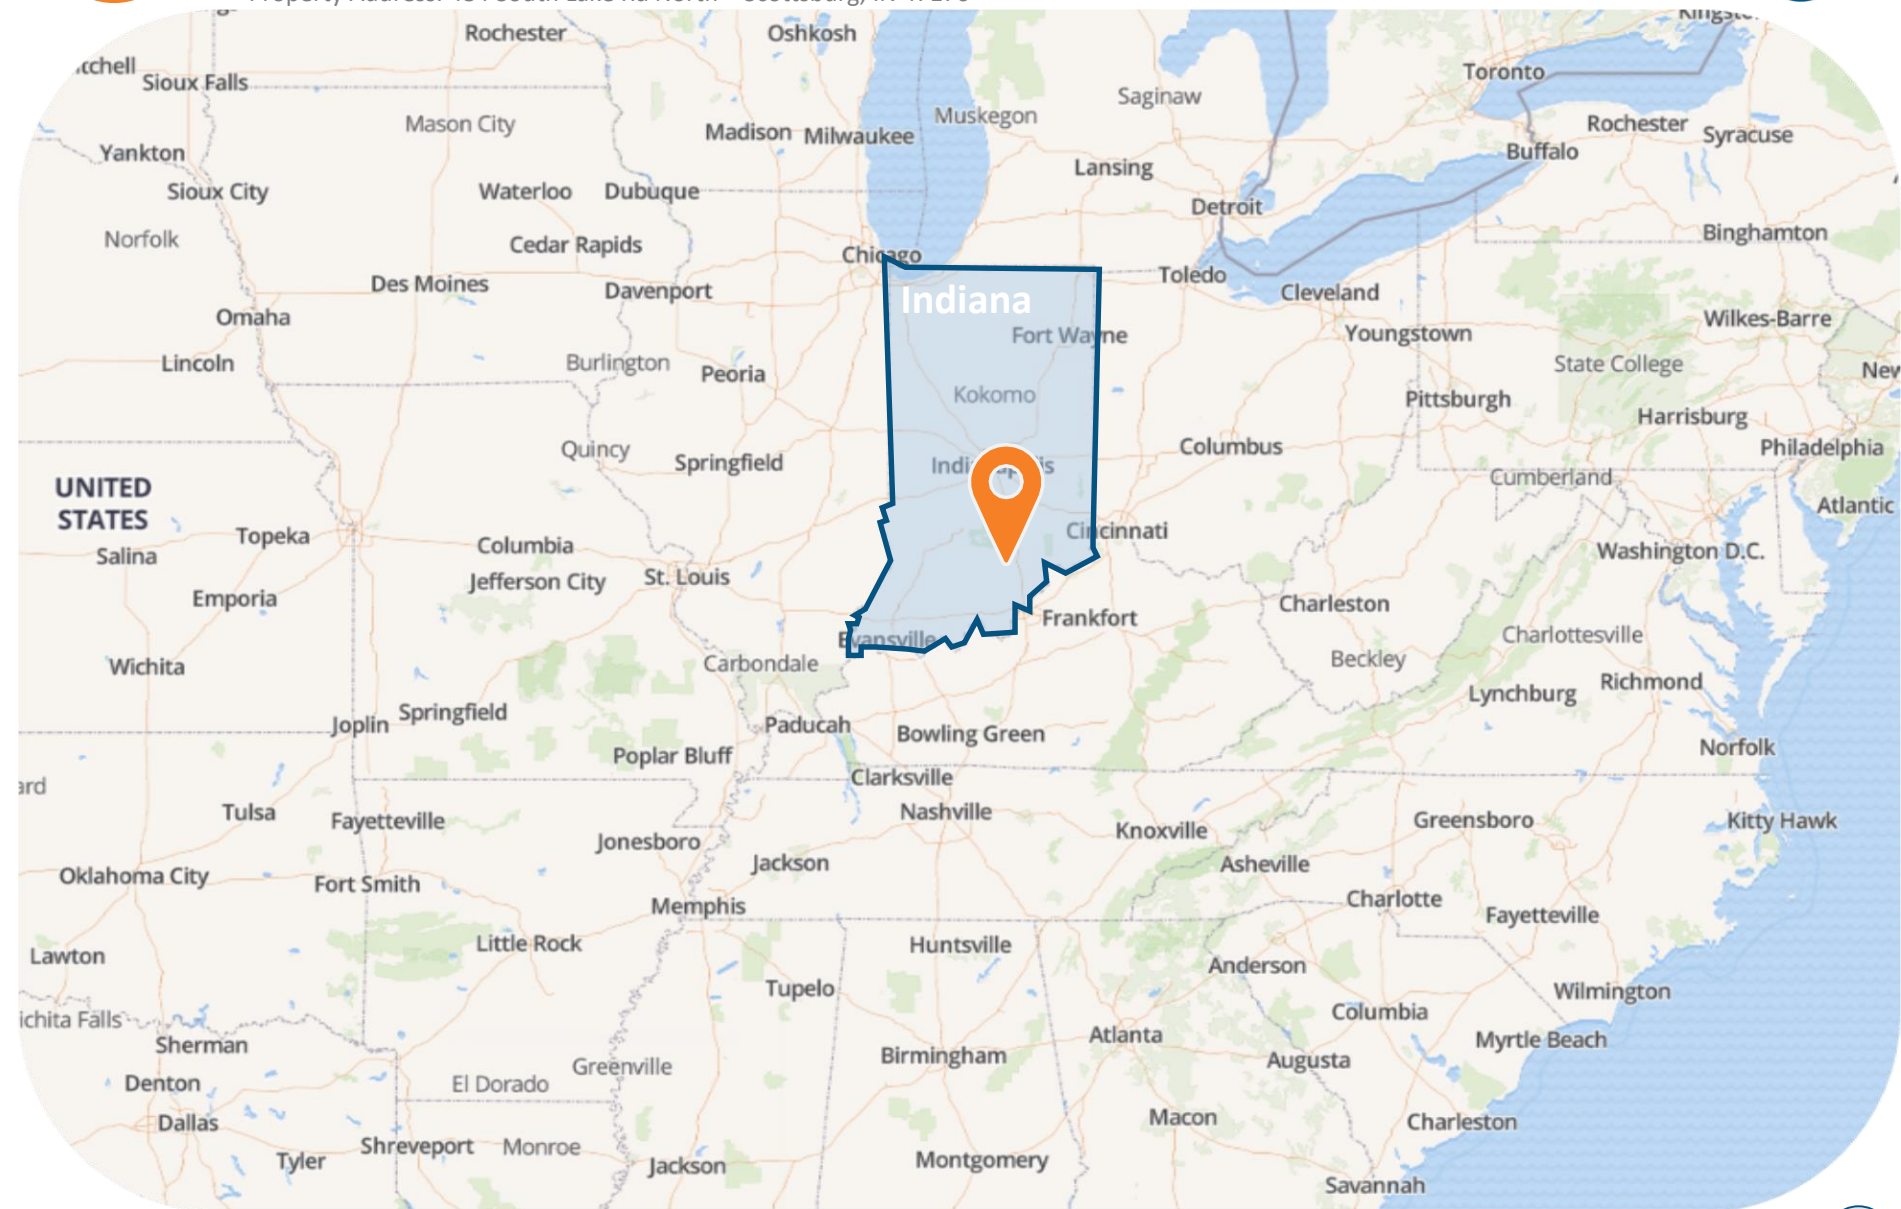 Rochester
Oshkosh
Toronto
Sioux Falls
Saginaw
Mason City
Muskegon
Madison
Milwaukee
Rochester
Syracuse
Yankton
Lansing
Buffalo
Sioux City
Waterloo
Dubuque
Detroit
Norfolk
Cedar Rapids
Chicago
Binghamton
Des Moines
Davenport
Toledo
Cleveland
Indiana
Omaha
Fort Wayne
Youngstown
Wilkes-Barre
Lincoln
Burlington
Peoria
State College
Kokomo
Pittsburgh
Harrisburg
Quincy
Springfield
Columbus
Philadelphia
UNITED
STATES
Cumberland
Atlantic
Topeka
Salina
Columbia
Cincinnati
Washington D.C.
Jefferson City
St. Louis
Emporia
Frankfort
Charleston
Evansville
Charlottesville
Wichita
Carbondale
Beckley
Lynchburg
Richmond
Joplin
Springfield
Paducah
Bowling Green
Norfolk
Poplar Bluff
Clarksville
Tulsa
Fayetteville
Nashville
Knoxville
Greensboro
Kitty Hawk
Jonesboro
Jackson
Asheville
Oklahoma City
Fort Smith
Memphis
Charlotte
Fayetteville
Lawton
Little Rock
Huntsville
Anderson
Tupelo
Wilmington
Columbia
Sherman
Atlanta
Myrtle Beach
Birmingham
Augusta
Denton
El Dorado
Greenville
Dallas
Macon
Charleston
Tyler
Shreveport
Monroe
Jackson
Montgomery
Savannah